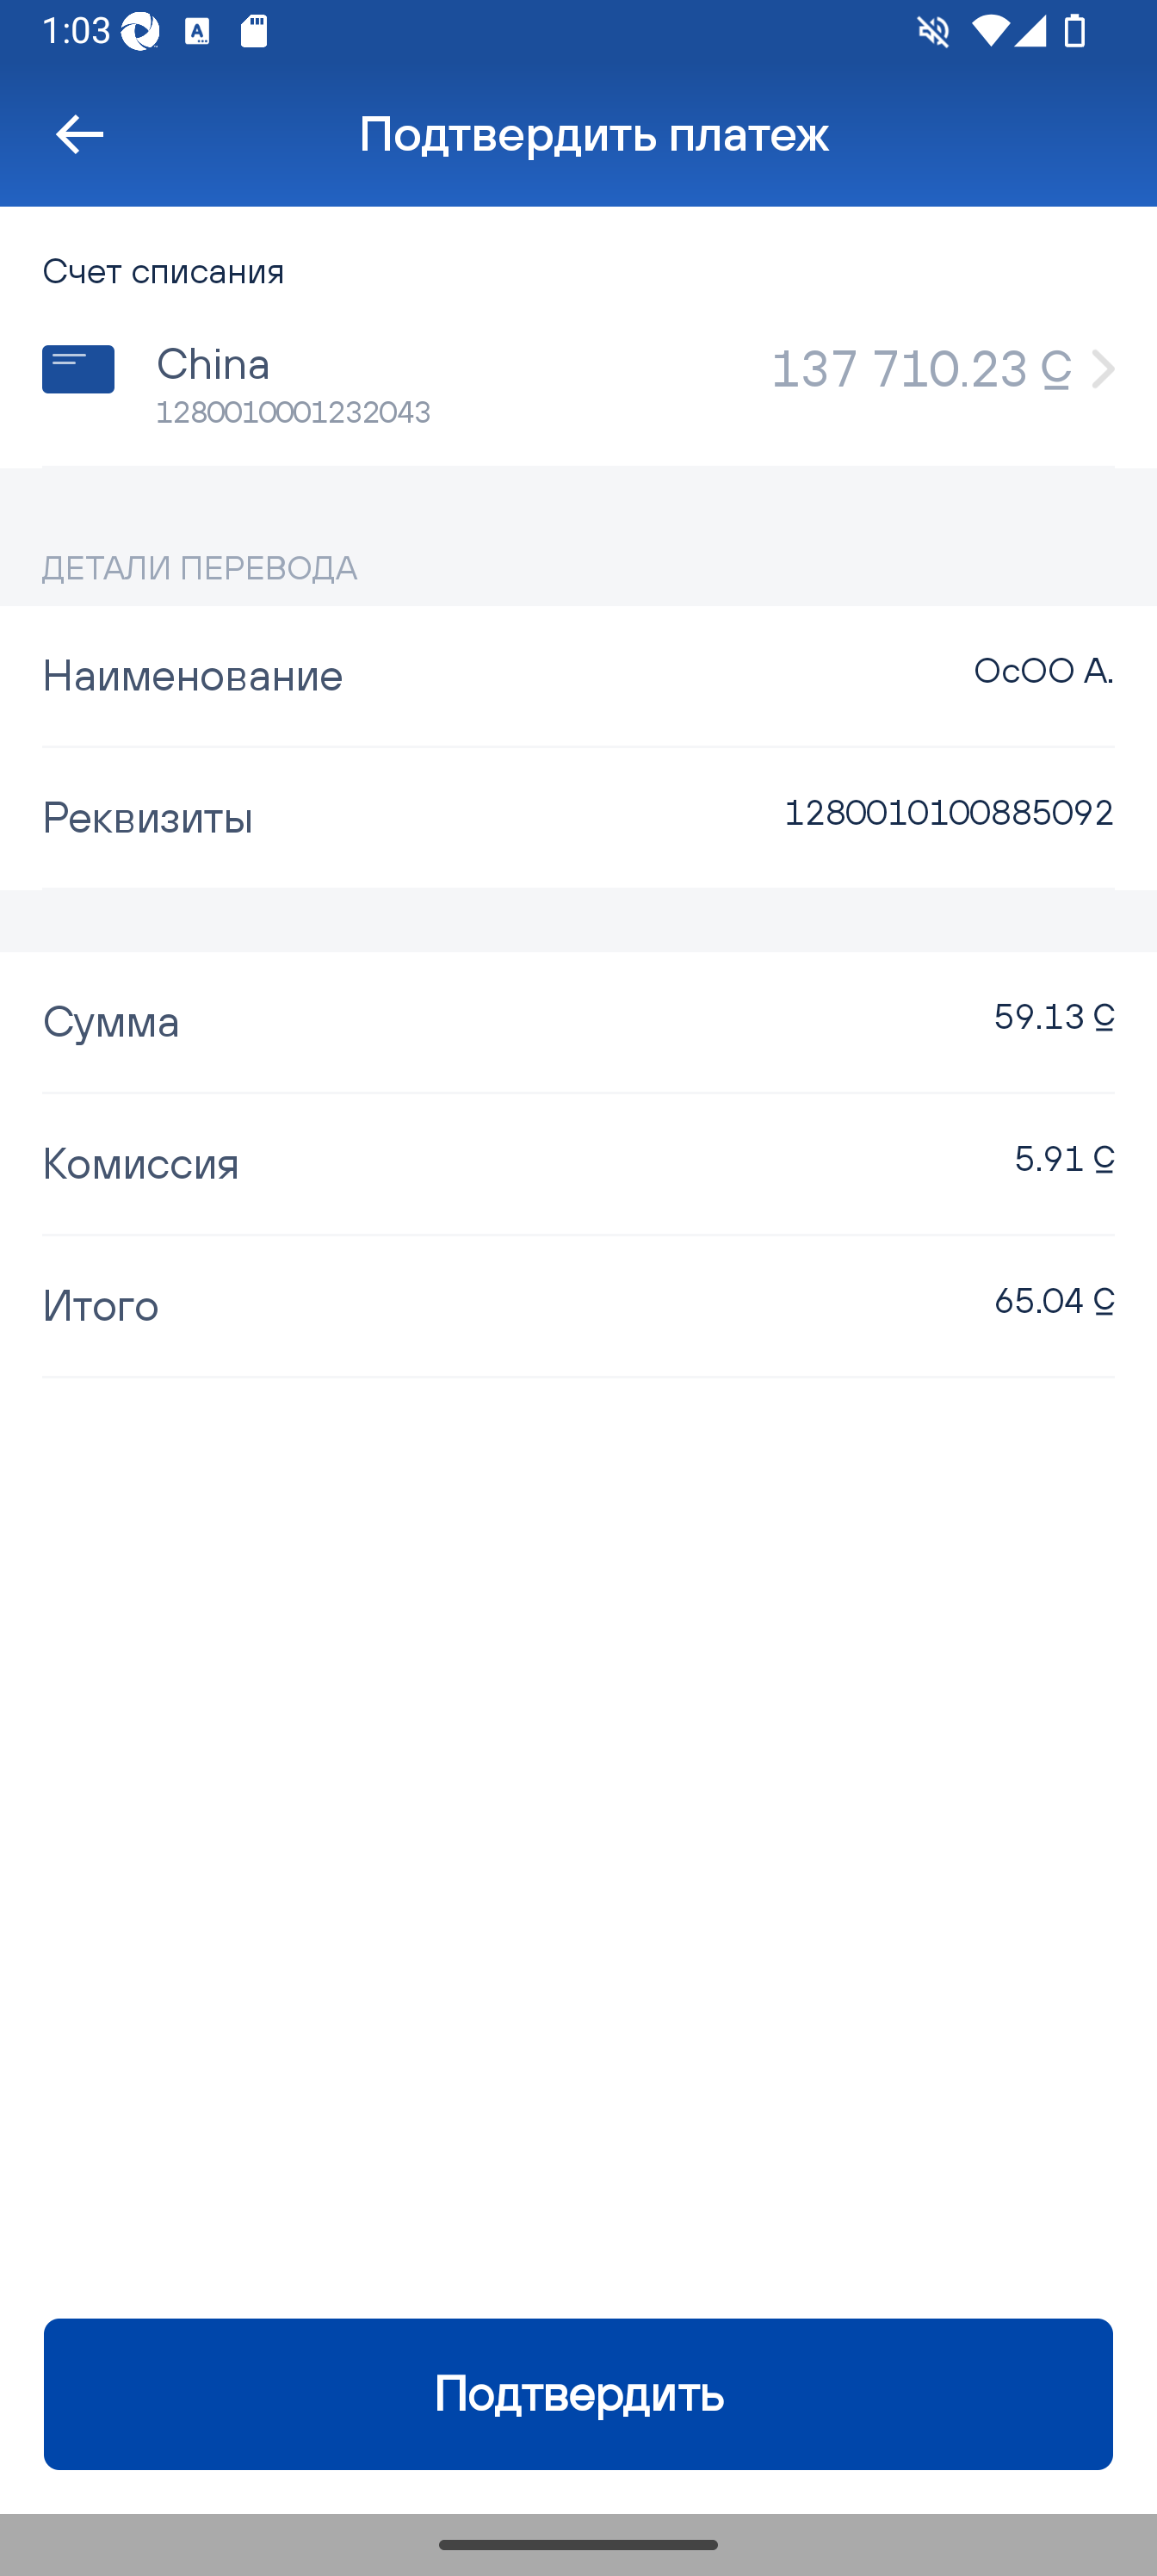 1:03
Подтвердить платеж
Счет списания
China
137 710.23 С
1280010001232043
ДЕТАЛИ ПЕРЕВОДА
Наименование
ОсОО А.
Реквизиты
1280010100885092
Сумма
59.13 С
Комиссия
5.91 С
Итого
65.04 С
Подтвердить